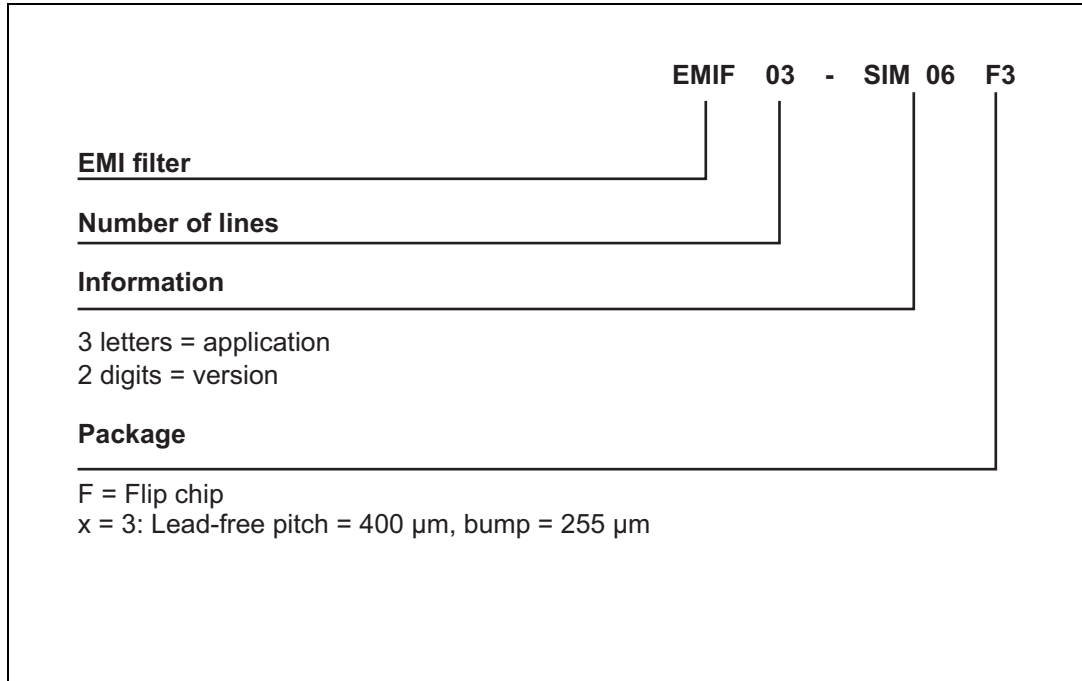 EMIF 03 - SIM 06 F3
EMI filter
Number of lines
Information
3 letters = application
2 digits = version
Package
F = Flip chip
x = 3: Lead-free pitch = 400 µm, bump = 255 µm